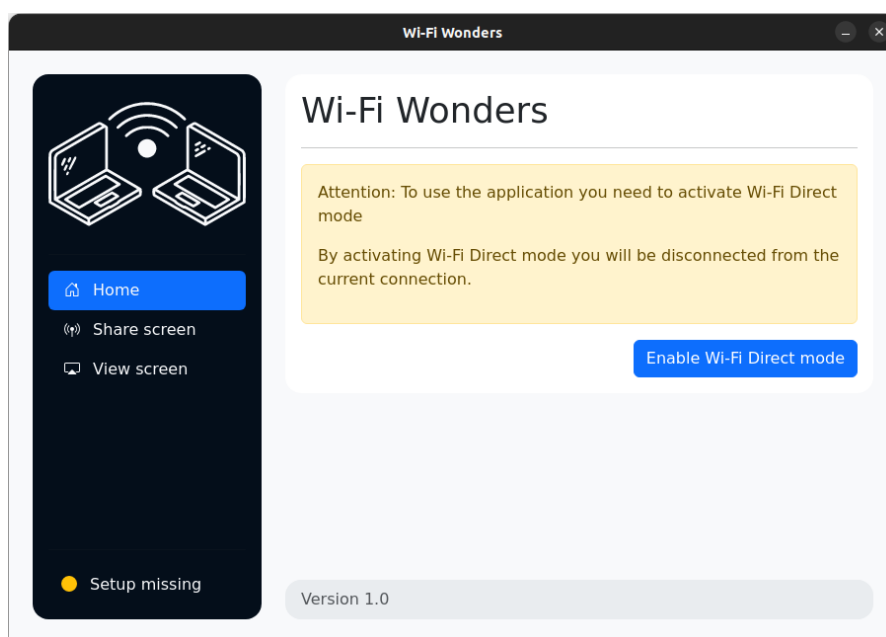 Wi-Fi Wonders
Home
Share screen
View screen
Setup missing
Wi-Fi Wonders
Attention: To use the application you need to activate Wi-Fi Direct
mode
By activating Wi-Fi Direct mode you will be disconnected from the
current connection.
Enable Wi-Fi Direct mode
Version 1.0